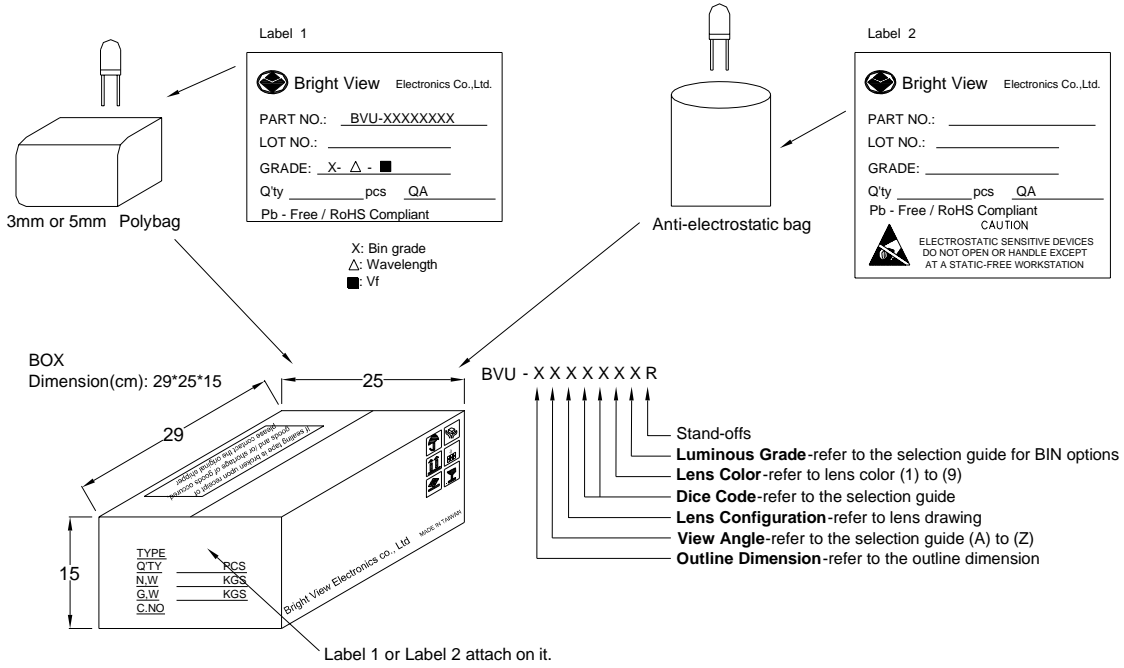 Label 1
Bright View Electronics Co.,Ltd.
PART NO.: BVU-XXXXXXXX
LOT NO.:
GRADE: X- △ - ■
Q'ty pcs QA
Pb - Free / RoHS Compliant
3mm or 5mm Polybag
X: Bin grade
△: Wavelength
■: Vf
Label 2
Bright View Electronics Co.,Ltd.
PART NO.:
LOT NO.:
GRADE:
Q'ty pcs QA
Pb - Free / RoHS Compliant
CAUTION
ELECTROSTATIC SENSITIVE DEVICES
DO NOT OPEN OR HANDLE EXCEPT
AT A STATIC-FREE WORKSTATION
Anti-electrostatic bag
BOX
Dimension(cm): 29*25*15
25
29
15
If sealing tape is broken upon receipt of
goods and /or shortage of goods occured
please contact the original shipper
TYPE
Q'TY PCS
N,W KGS
G,W KGS
C.NO
Bright View Electronics co., Ltd
MADE IN TAIWAN
Label 1 or Label 2 attach on it.
BVU - X X X X X X X R
Stand-offs
Luminous Grade-refer to the selection guide for BIN options
Lens Color-refer to lens color (1) to (9)
Dice Code-refer to the selection guide
Lens Configuration-refer to lens drawing
View Angle-refer to the selection guide (A) to (Z)
Outline Dimension-refer to the outline dimension